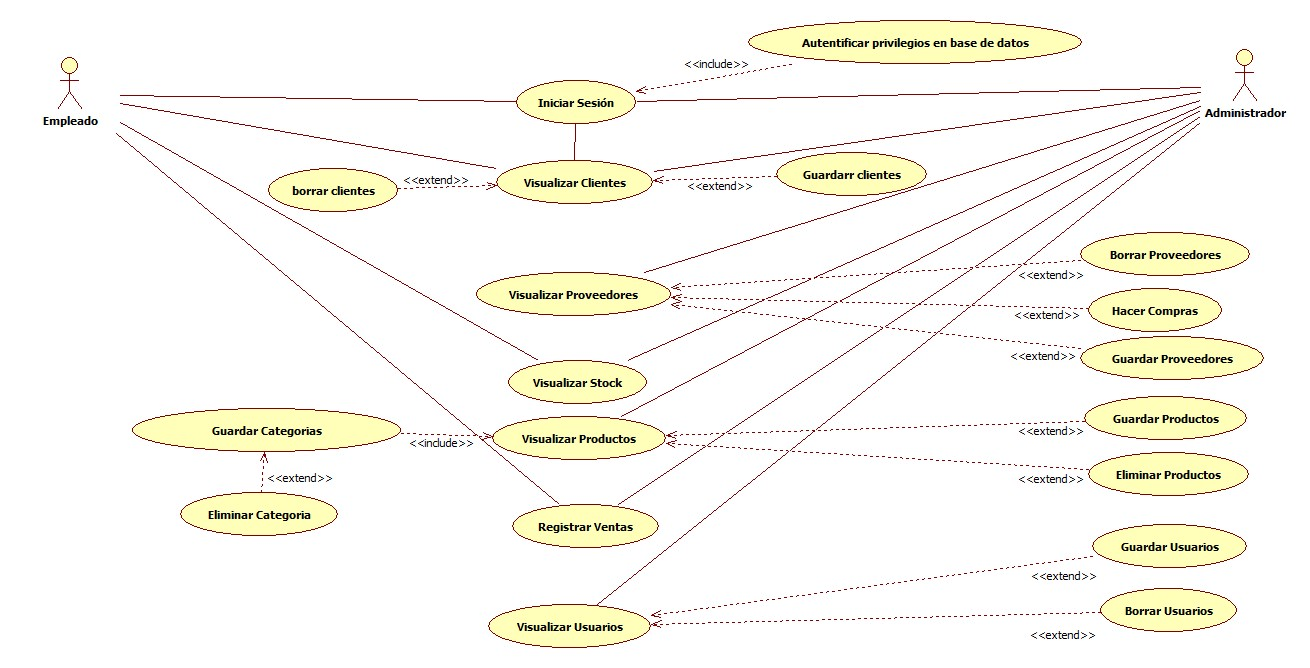 Autentificar privilegios en base de datos
<<include>>
Empleado
Iniciar Sesión
Administrador
borrar clientes
<<extend>>
Visualizar Clientes
<<extend>>
Guardarr clientes
Visualizar Proveedores
Borrar Proveedores
<<extend>>
Hacer Compras
<<extend>>
Guardar Proveedores
<<extend>>
Visualizar Stock
Guardar Categorias
<<include>>
Visualizar Productos
Guardar Productos
<<extend>>
Eliminar Productos
<<extend>>
<<extend>>
Eliminar Categoria
Registrar Ventas
Guardar Usuarios
<<extend>>
Visualizar Usuarios
Borrar Usuarios
<<extend>>